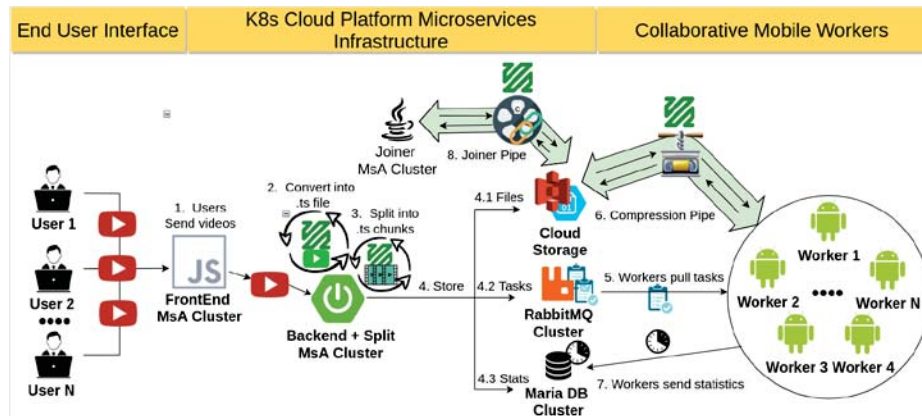 End User Interface
K8s Cloud Platform Microservices
Infrastructure
Collaborative Mobile Workers
Joiner
MsA Cluster
8. Joiner Pipe
C
User 1
User 2
User N
1. Users
Send videos
JS
FrontEnd
MsA Cluster
2. Convert into
.ts file
3. Split into
.ts chunks
Backend + Split
MsA Cluster
4. Store
4.1 Files
01
Cloud
Storage
4.2 Tasks
RabbitMQ
Cluster
4.3 Stats
Maria DB
Cluster
6. Compression Pipe
5. Workers pull tasks
7. Workers send statistics
Worker 1
Worker 2
Worker N
Worker 3
Worker 4